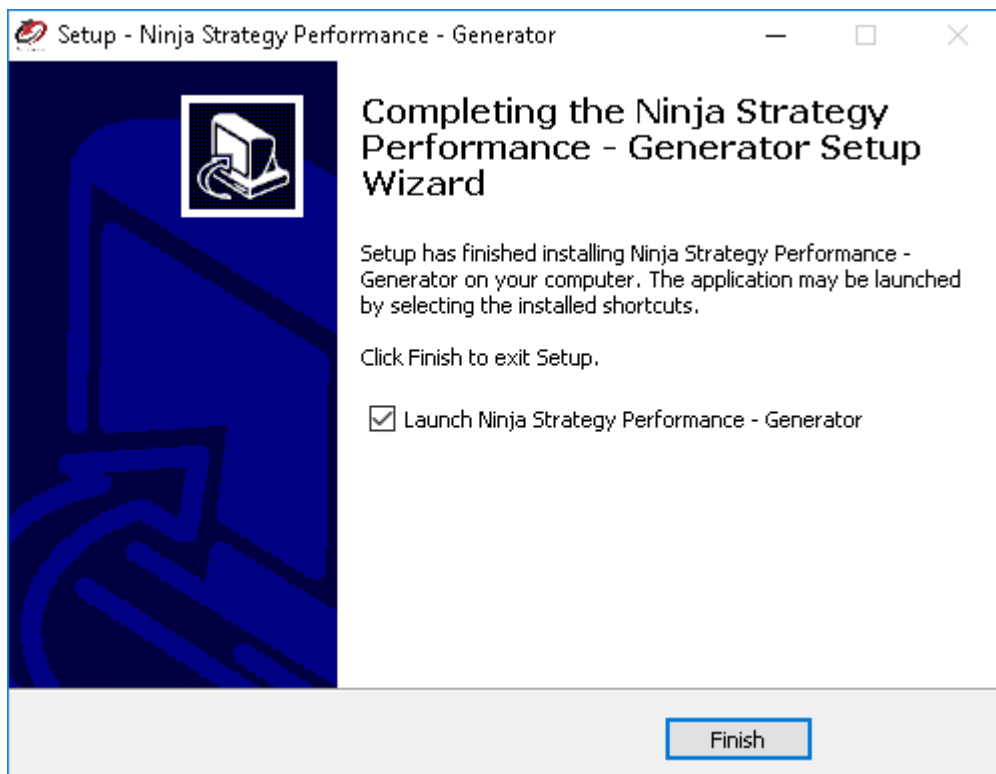 Setup - Ninja Strategy Performance - Generator
Completing the Ninja Strategy
Performance - Generator Setup
Wizard
Setup has finished installing Ninja Strategy Performance -
Generator on your computer. The application may be launched
by selecting the installed shortcuts.
Click Finish to exit Setup.
Launch Ninja Strategy Performance - Generator
Finish